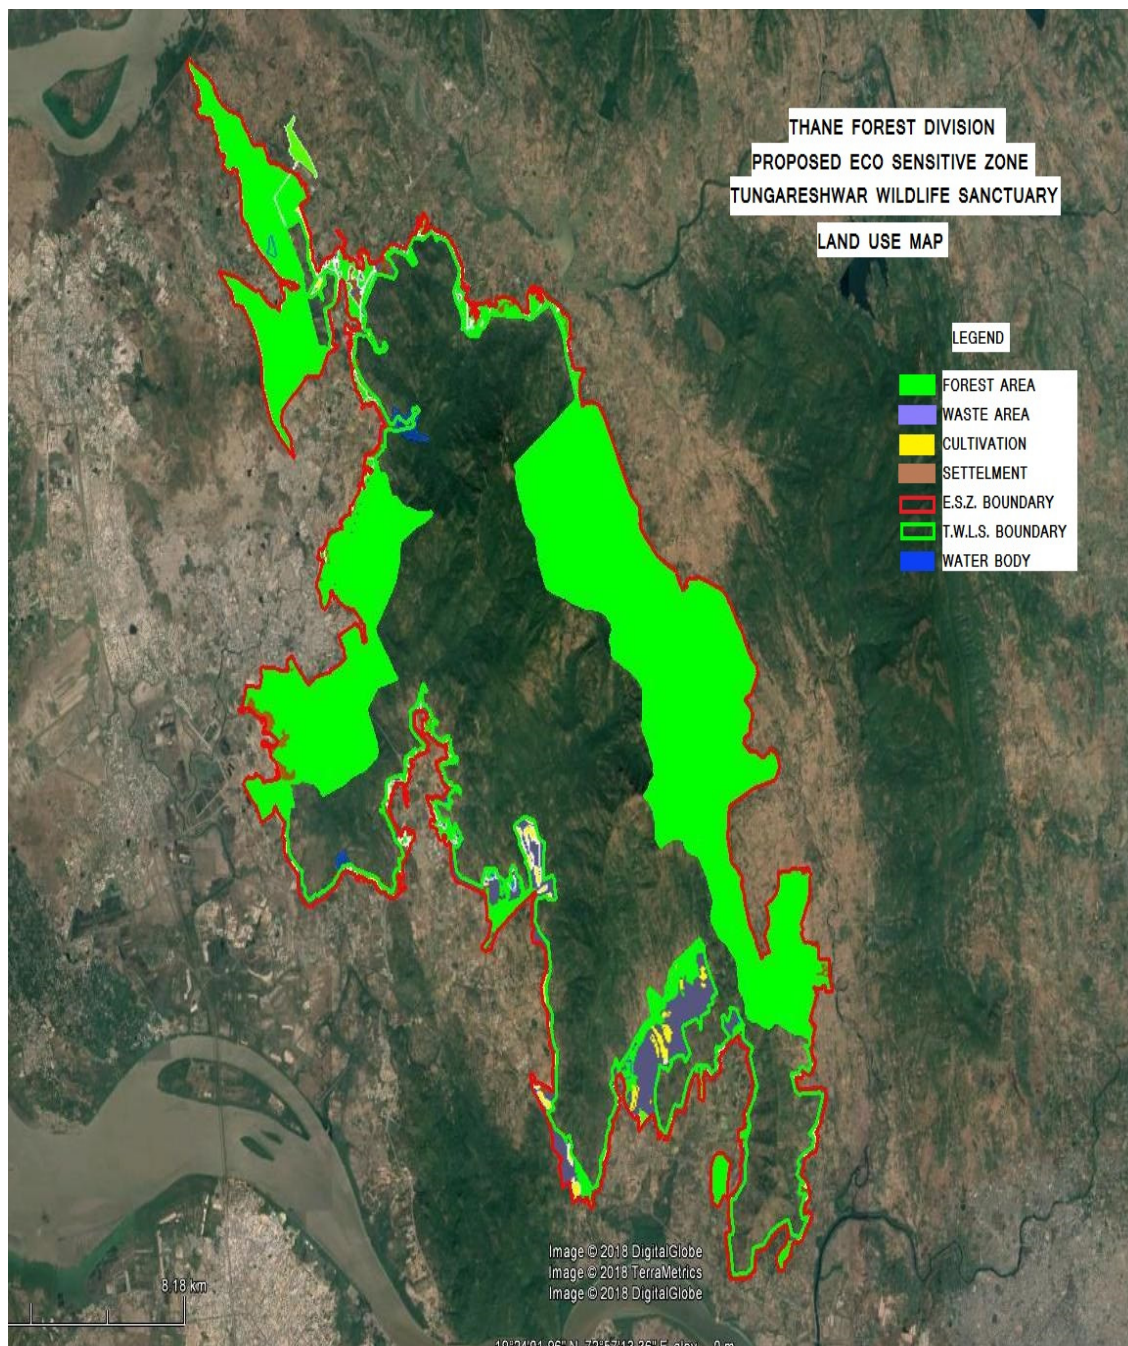 THANE FOREST DIVISION
PROPOSED ECO SENSITIVE ZONE
TUNGARESHWAR WILDLIFE SANCTUARY
LAND USE MAP
LEGEND
FOREST AREA
WASTE AREA
CULTIVATION
SETTELMENT
E.S.Z. BOUNDARY
T.W.L.S. BOUNDARY
WATER BODY
Image © 2018 DigitalGlobe
Image © 2018 TerraMetrics
Image © 2018 DigitalGlobe
8.18 km